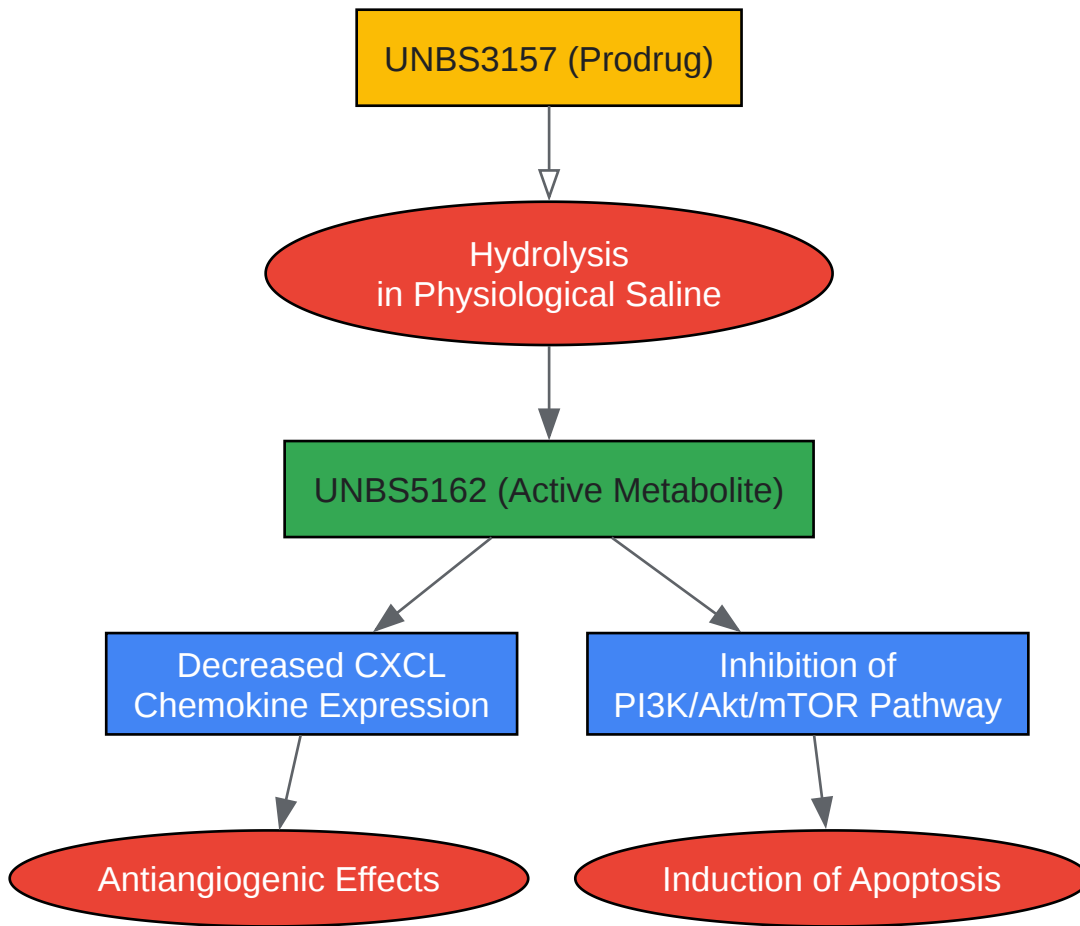 UNBS3157 (Prodrug)
Hydrolysis
in Physiological Saline
UNBS5162 (Active Metabolite)
Decreased CXCL
Chemokine Expression
Inhibition of
PI3K/Akt/mTOR Pathway
Antiangiogenic Effects
Induction of Apoptosis